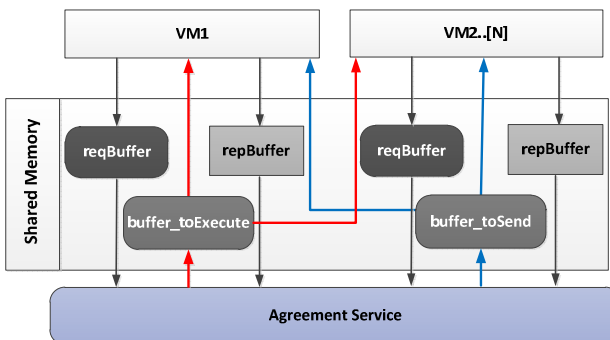 VM1
VM2..[N]
Shared Memory
reqBuffer
repBuffer
reqBuffer
repBuffer
buffer_toExecute
buffer_toSend
Agreement Service